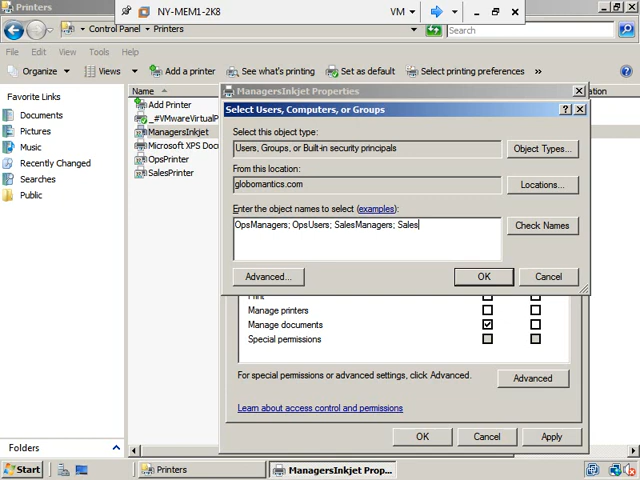 Printers
NY-MEM1-2K8
VM
Control Panel
Printers
Search
File
Edit
View
Tools
Help
Organize
Views
Add a printer
See what's printing
Set as default
Select printing preferences
»
Favorite Links
Documents
Pictures
Music
Recently Changed
Public
Name
Add Printer
_#VMwareVirtualP
ManagersInkjet
Microsoft XPS Doc
OpsPrinter
SalesPrinter
ManagersInkjet Properties
Select Users, Computers, or Groups
Select this object type:
Users, Groups, or Built-in security principals
Object Types...
From this location:
globomantics.com
Locations...
Enter the object names to select (examples):
OpsManagers; OpsUsers; SalesManagers; Sales
Check Names
Advanced...
OK
Cancel
Print
Manage printers
Manage documents
Special permissions
For special permissions or advanced settings, click Advanced.
Advanced
Learn about access control and permissions
OK
Cancel
Apply
Folders
Start
Printers
ManagersInkjet Prop...